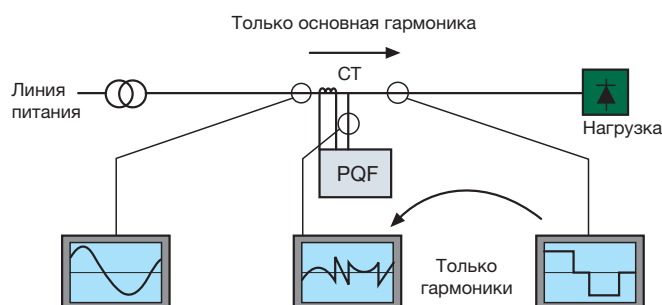 Только основная гармоника
CT
Линия
питания
Нагрузка
PQF
Только
гармоники